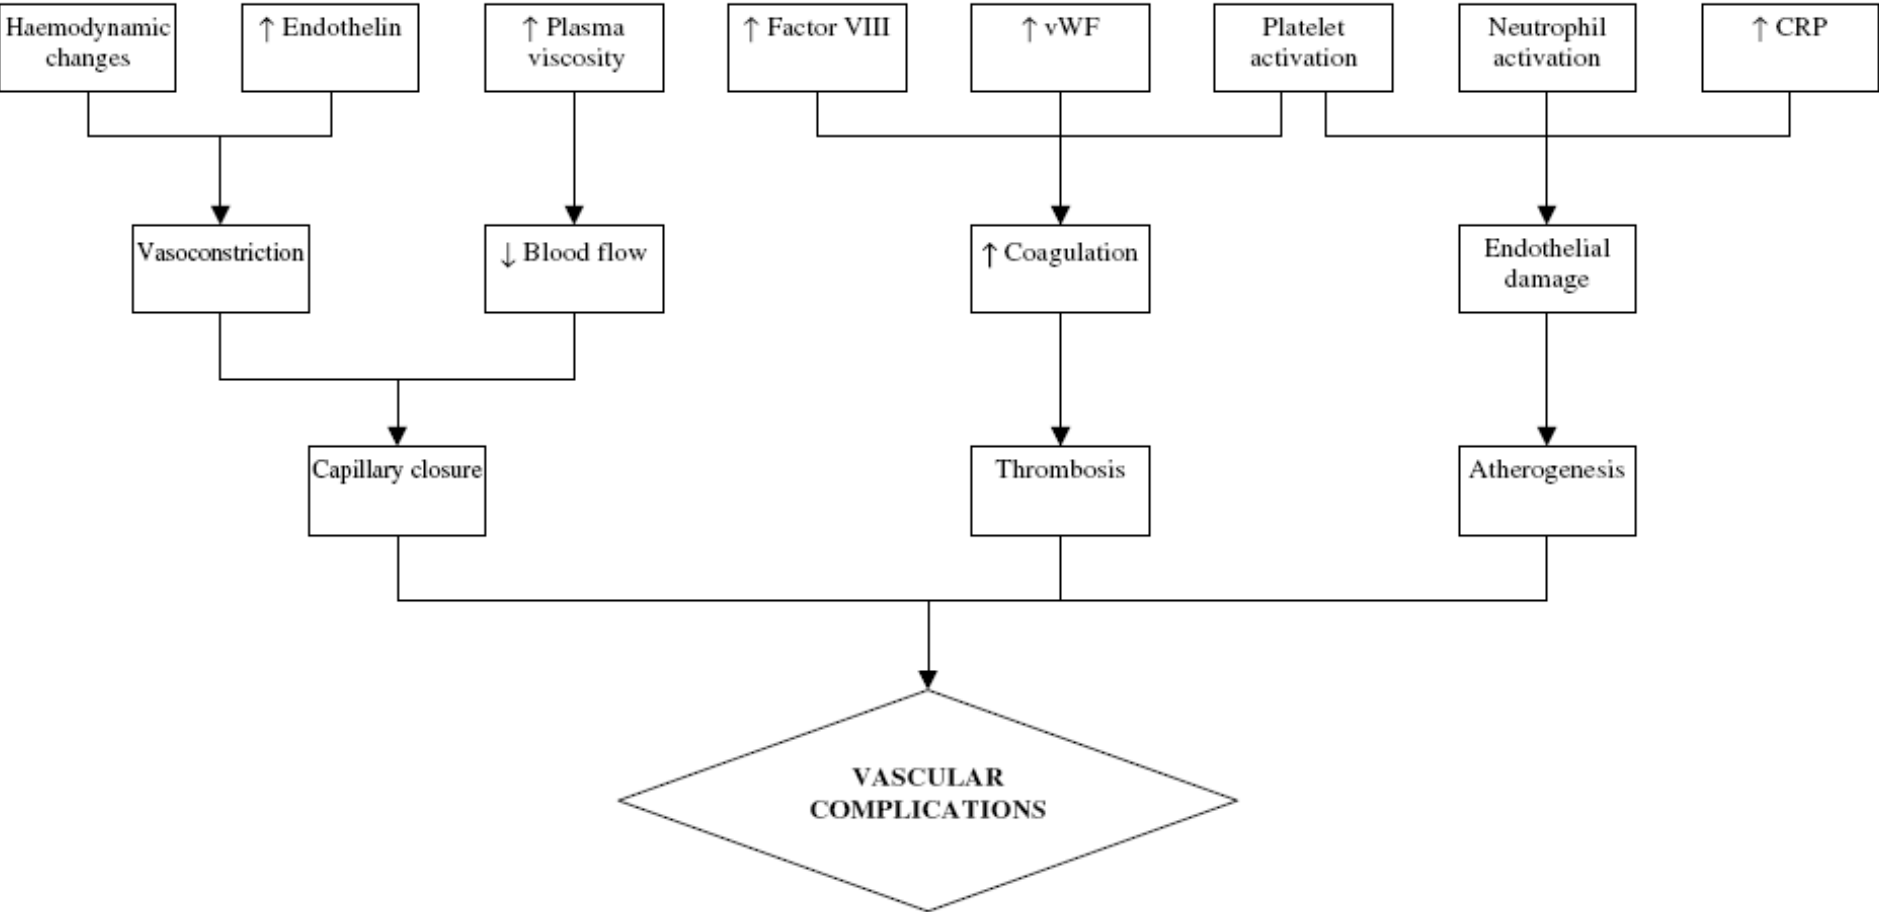 Haemodynamic
changes
↑ Endothelin
↑ Plasma
viscosity
↑ Factor VIII
↑ vWF
Platelet
activation
Neutrophil
activation
↑ CRP
Vasoconstriction
↓ Blood flow
↑ Coagulation
Endothelial
damage
Capillary closure
Thrombosis
Atherogenesis
VASCULAR
COMPLICATIONS